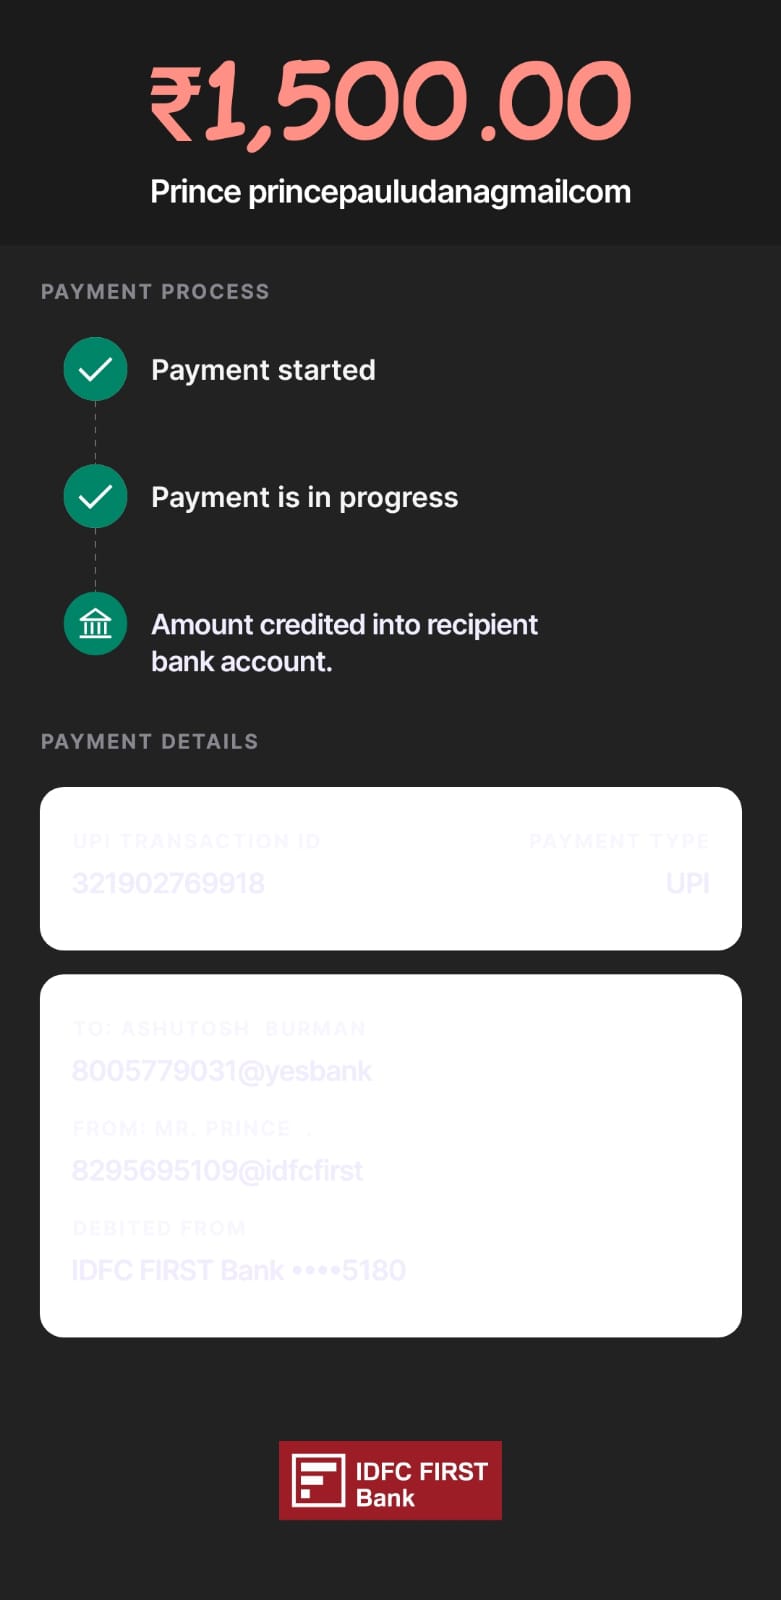 ₹1,500.00
Prince princepauludanagmailcom
PAYMENT PROCESS
Payment started
Payment is in progress
Amount credited into recipient
bank account.
PAYMENT DETAILS
UPI TRANSACTION ID PAYMENT TYPE
321902769918 UPI
TO: ASHUTOSH BURMAN
8005779031@yesbank
FROM: MR. PRINCE .
8295695109@idfcfirst
DEBITED FROM
IDFC FIRST Bank ••••5180
IDFC FIRST
Bank